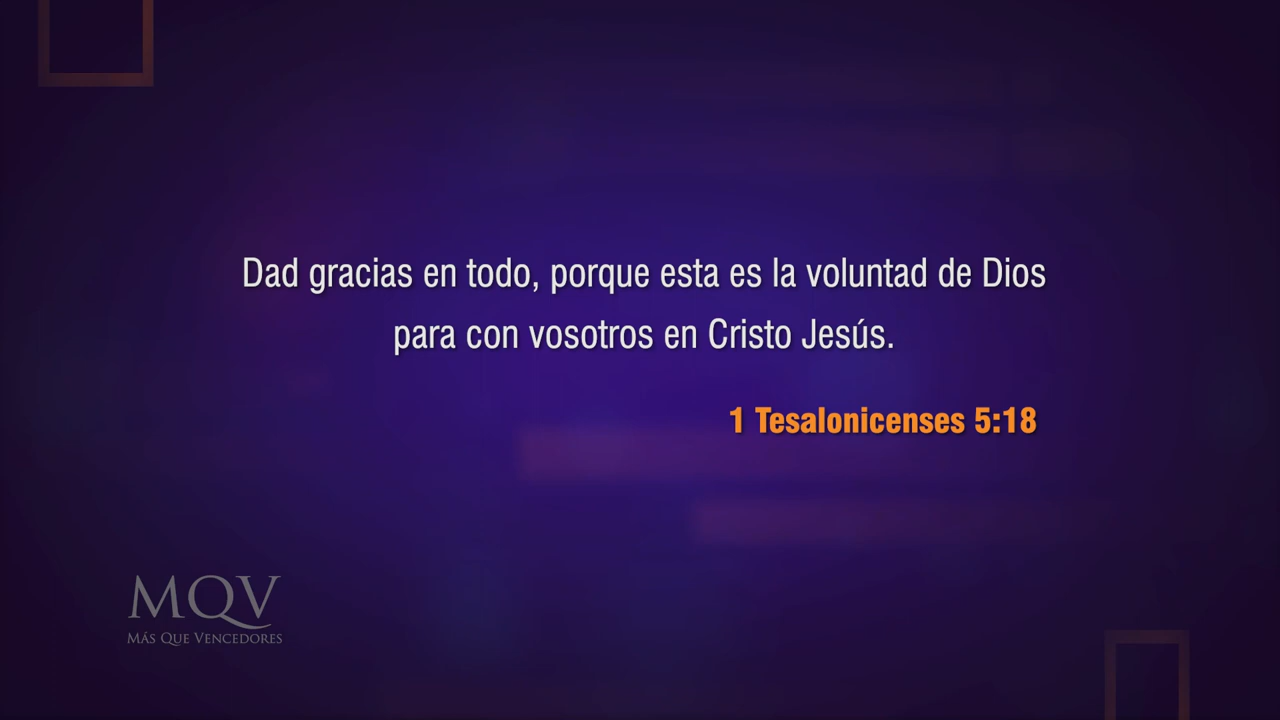 Dad gracias en todo, porque esta es la voluntad de Dios
para con vosotros en Cristo Jesús.
1 Tesalonicenses 5:18
MQV
Más Que Vencedores